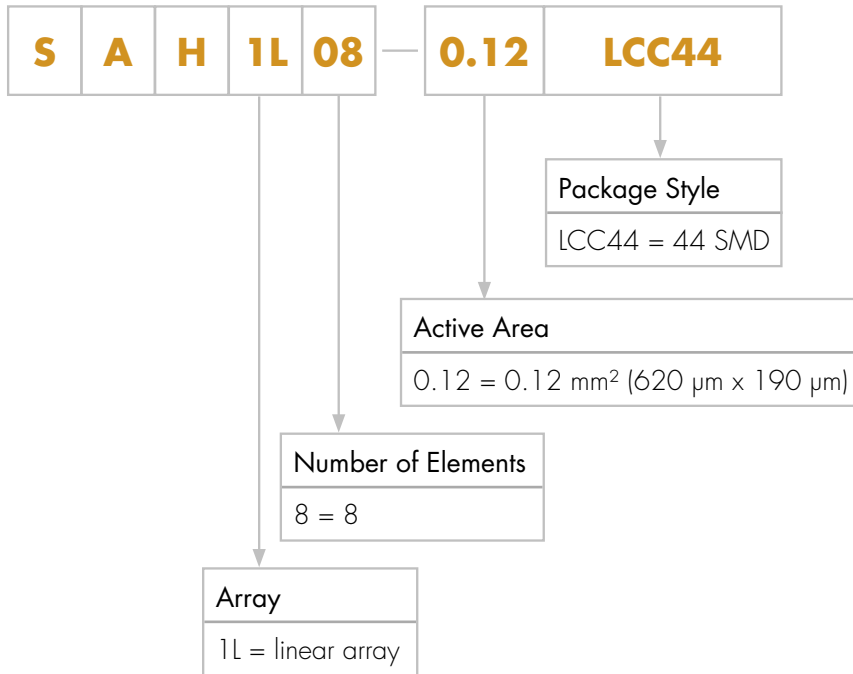 S A H 1L 08 — 0.12 LCC44
Package Style
LCC44 = 44 SMD
Active Area
0.12 = 0.12 mm² (620 µm x 190 µm)
Number of Elements
8 = 8
Array
1L = linear array